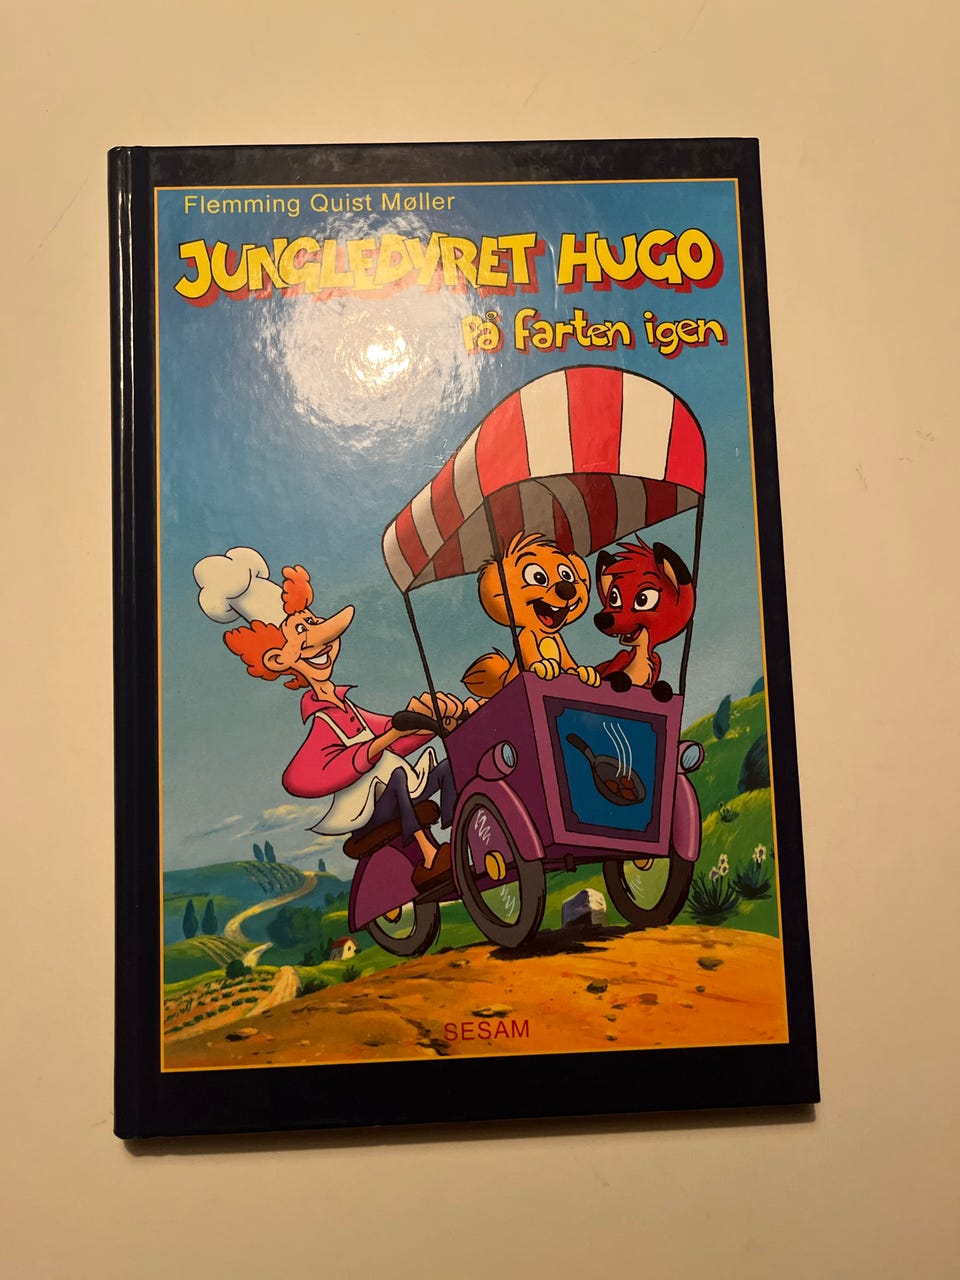 Flemming Quist Møller
JUNGLEDYRET HUGO
på farten igen
SESAM